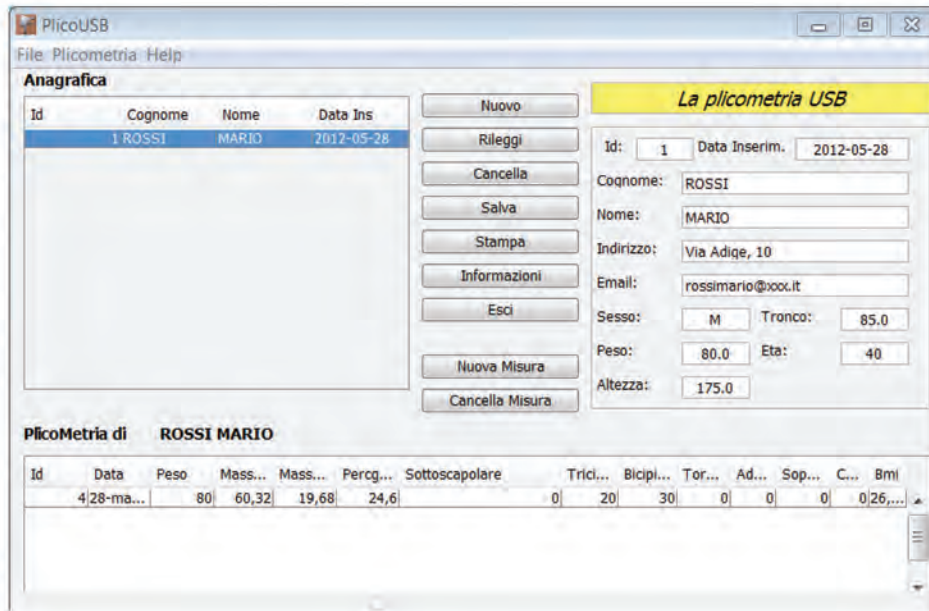 PlicoUSB
File Plicometria Help
Anagrafica
Id Cognome Nome Data Ins
1 ROSSI MARIO 2012-05-28
Nuovo
Rileggi
Cancella
Salva
Stampa
Informazioni
Esci
Nuova Misura
Cancella Misura
La plicometria USB
Id: 1 Data Inserim. 2012-05-28
Cognome: ROSSI
Nome: MARIO
Indirizzo: Via Adige, 10
Email: rossimario@xxx.it
Sesso: M Tronco: 85.0
Peso: 80.0 Eta: 40
Altezza: 175.0
PlicoMetria di ROSSI MARIO
Id Data Peso Mass... Mass... Percg... Sottoscapolare Trici... Bicipi... Tor... Ad... Sop... C... Bmi
4 28-ma... 80 60,32 19,68 24,6 0 20 30 0 0 0 0 26,...